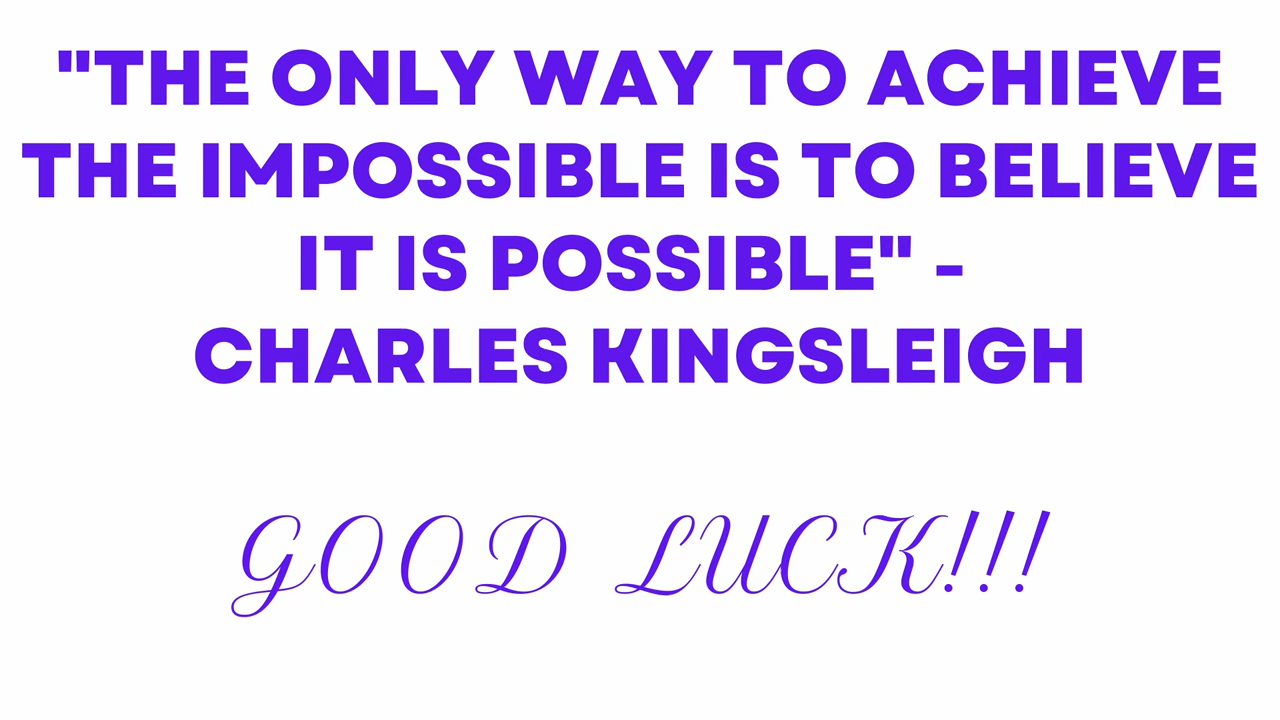 "THE ONLY WAY TO ACHIEVE
THE IMPOSSIBLE IS TO BELIEVE
IT IS POSSIBLE" -
CHARLES KINGSLEIGH
GOOD LUCK!!!